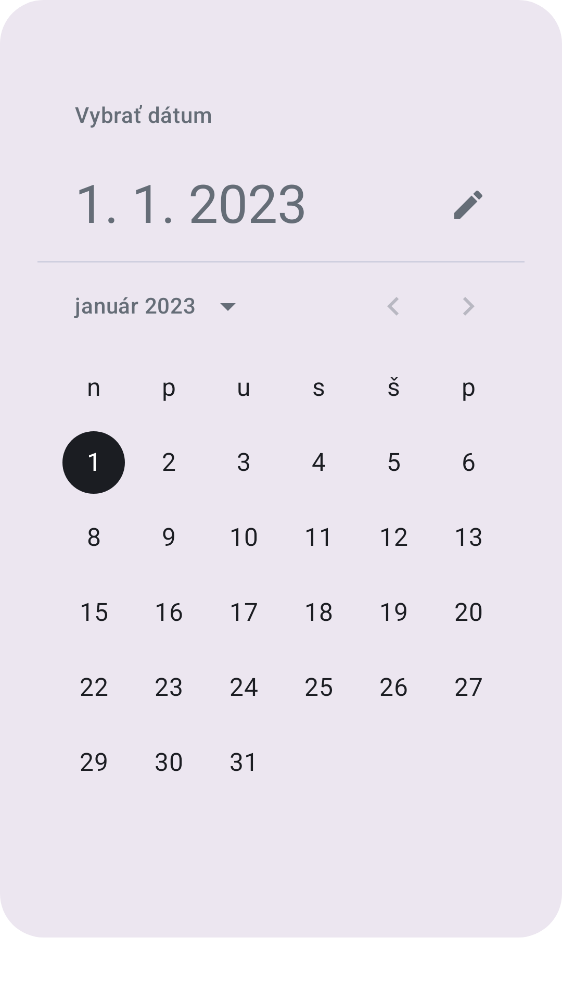 Vybrať dátum
1. 1. 2023
január 2023
n p u s š p
1 2 3 4 5 6
8 9 10 11 12 13
15 16 17 18 19 20
22 23 24 25 26 27
29 30 31